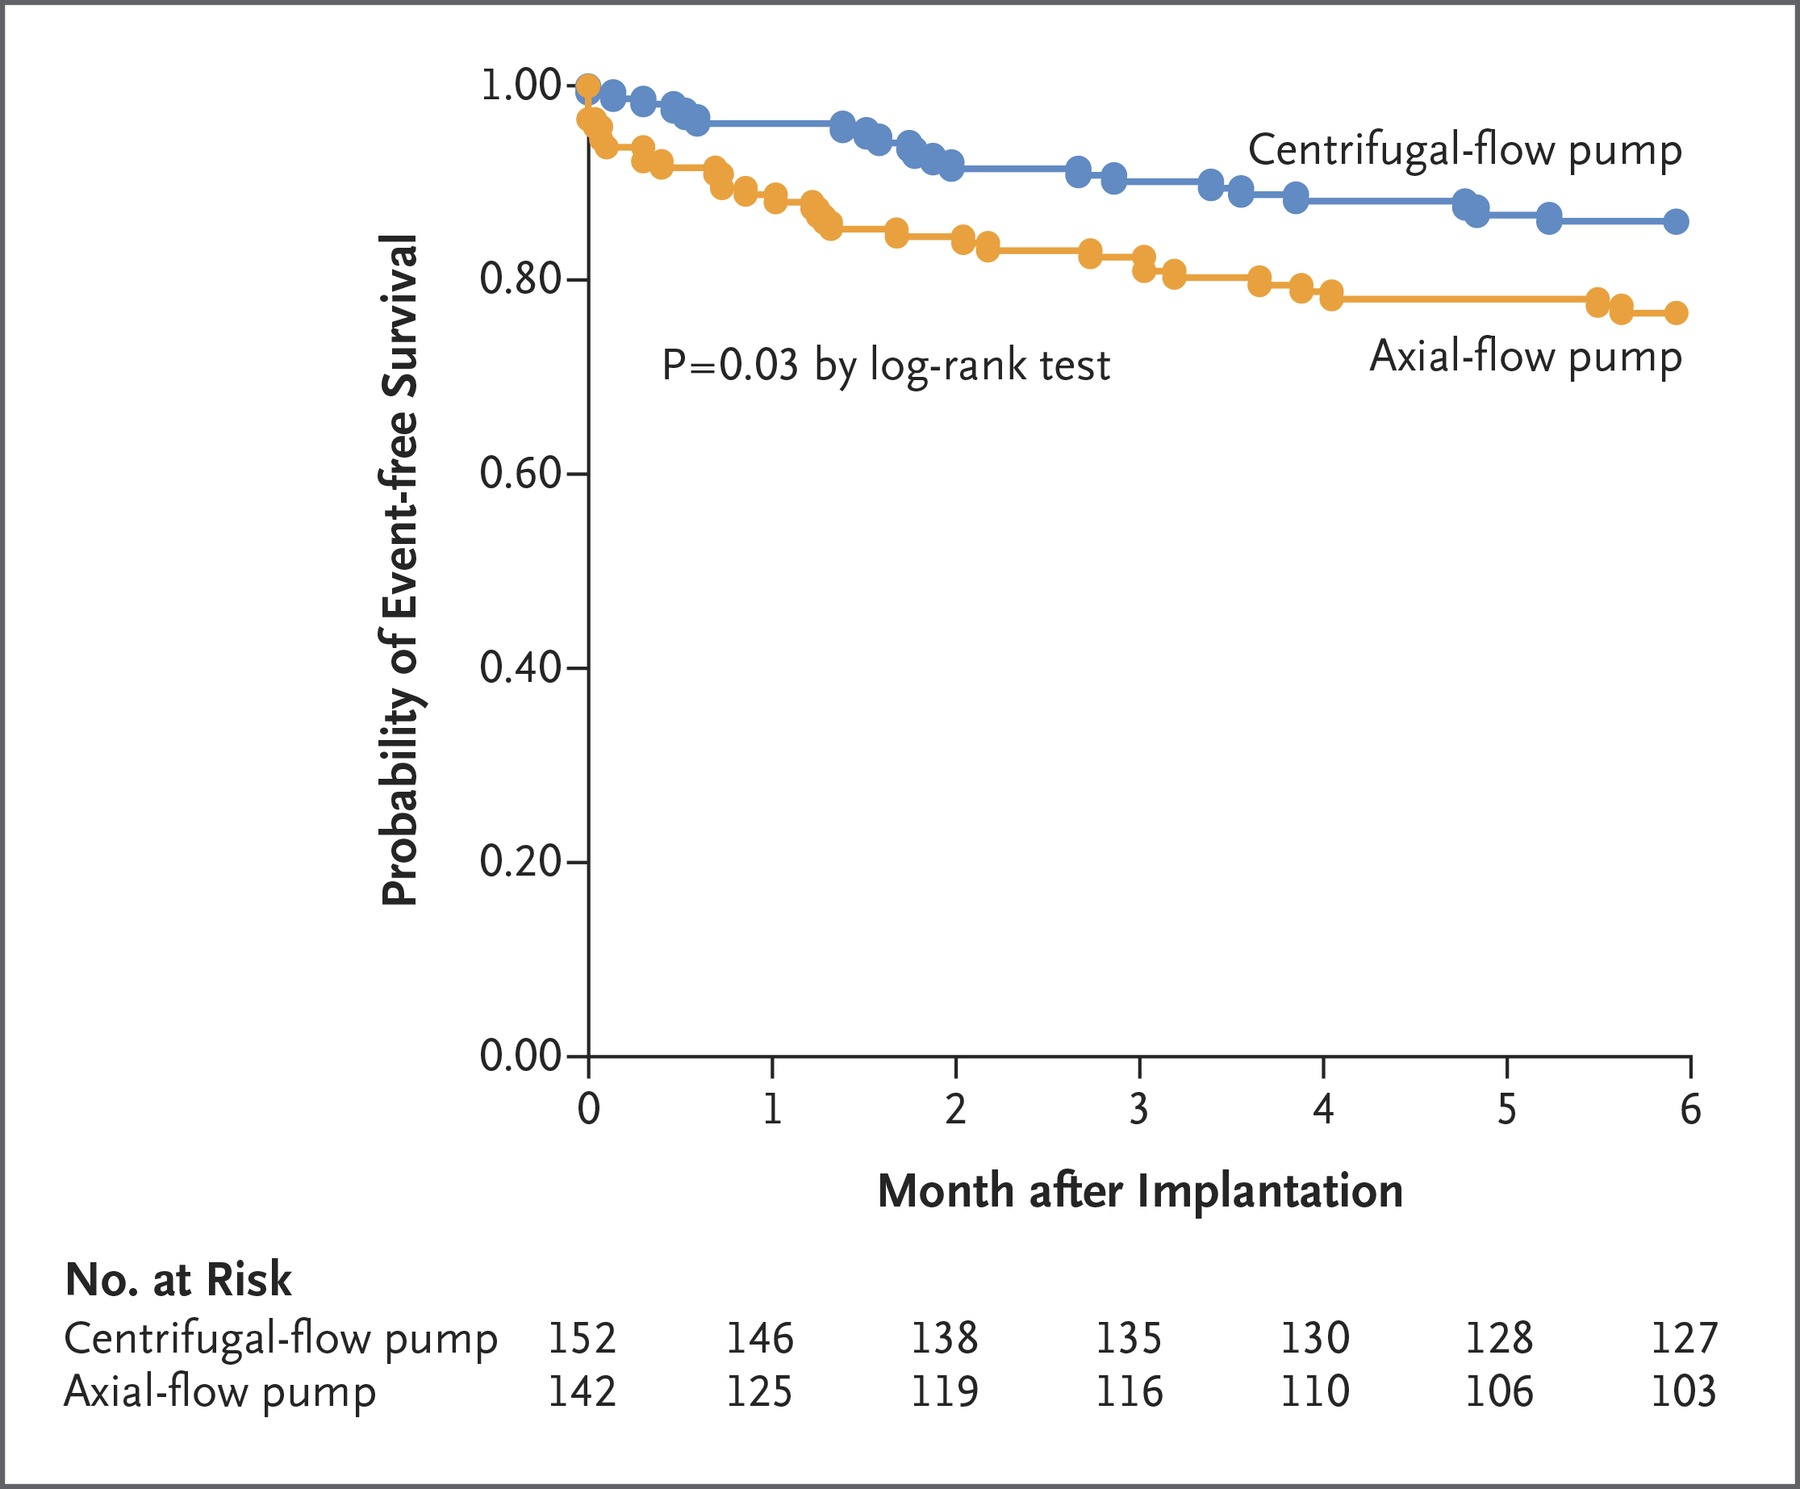 1.00
0.80
0.60
0.40
0.20
0.00
Probability of Event-free Survival
Centrifugal-flow pump
Axial-flow pump
P=0.03 by log-rank test
0 1 2 3 4 5 6
Month after Implantation
No. at Risk
Centrifugal-flow pump 152 146 138 135 130 128 127
Axial-flow pump 142 125 119 116 110 106 103